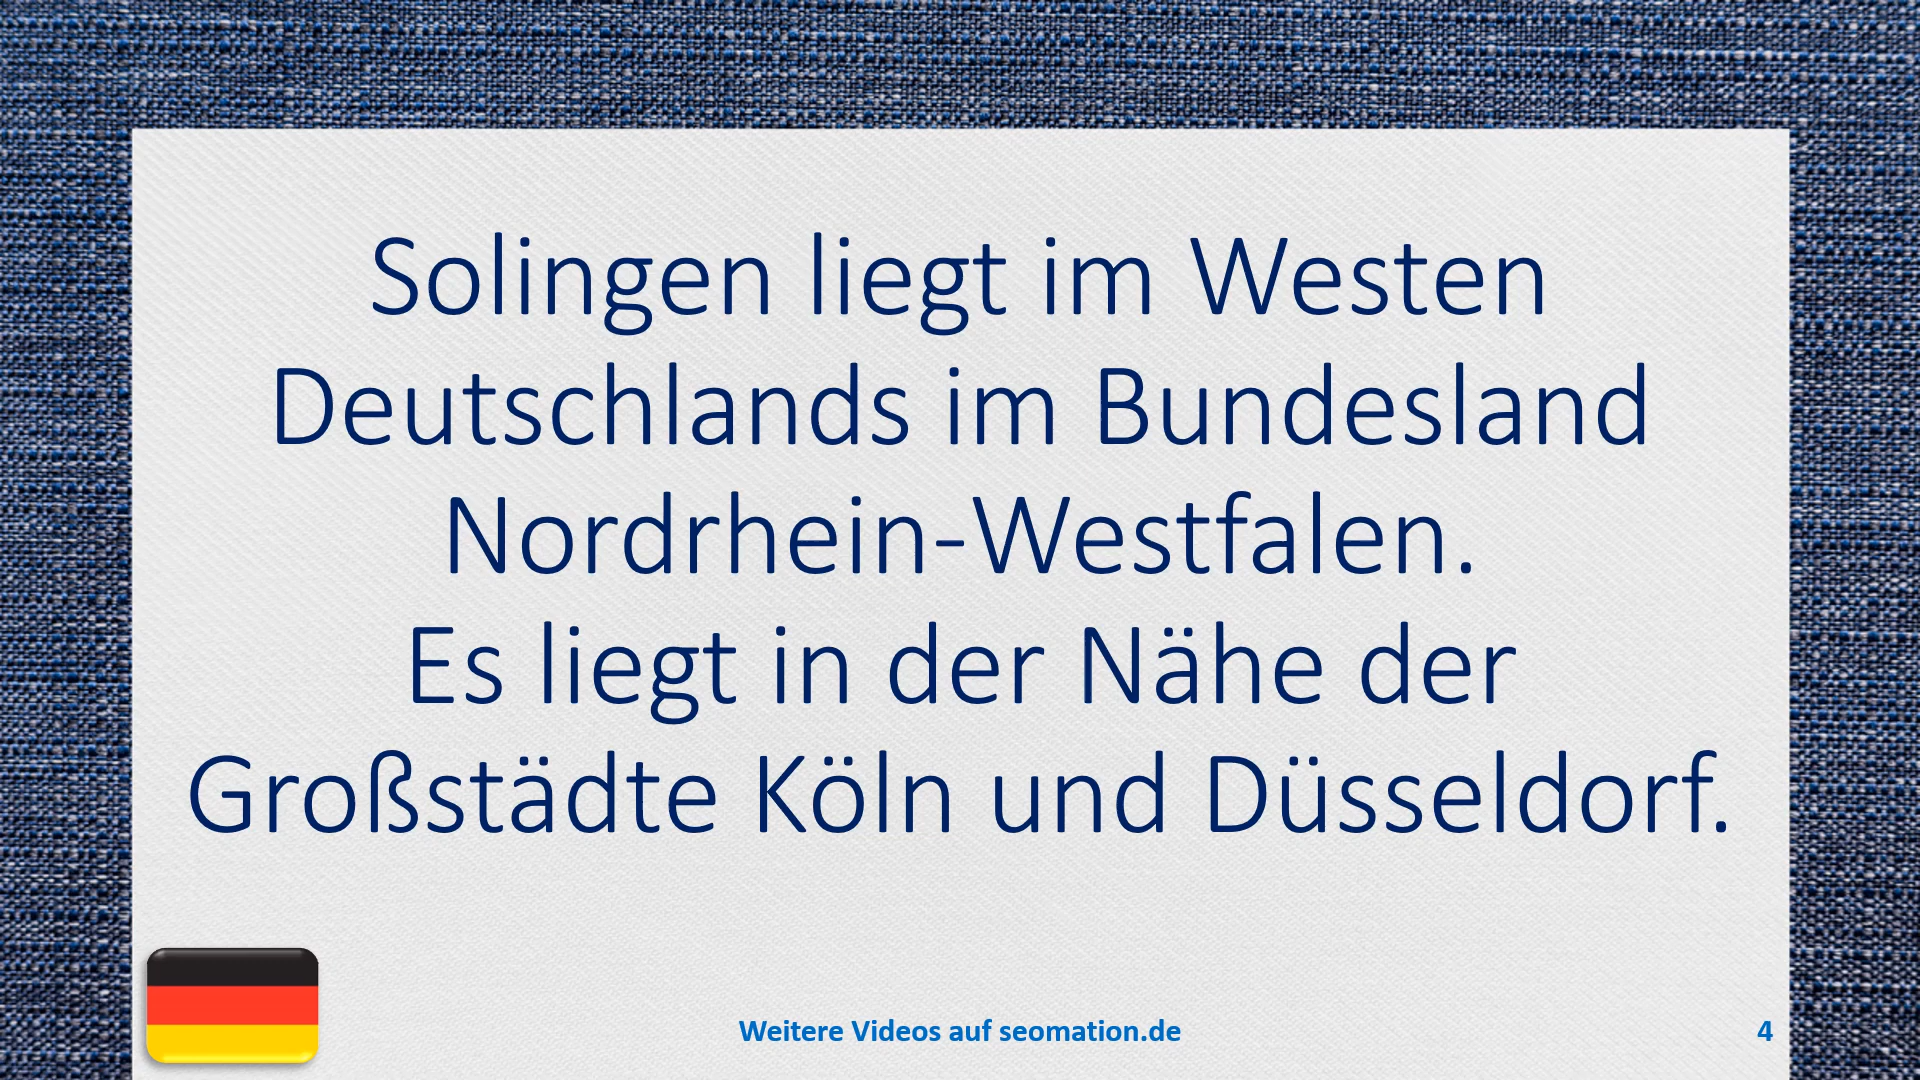 Solingen liegt im Westen
Deutschlands im Bundesland
Nordrhein-Westfalen.
Es liegt in der Nähe der
Großstädte Köln und Düsseldorf.
Weitere Videos auf seomation.de
4